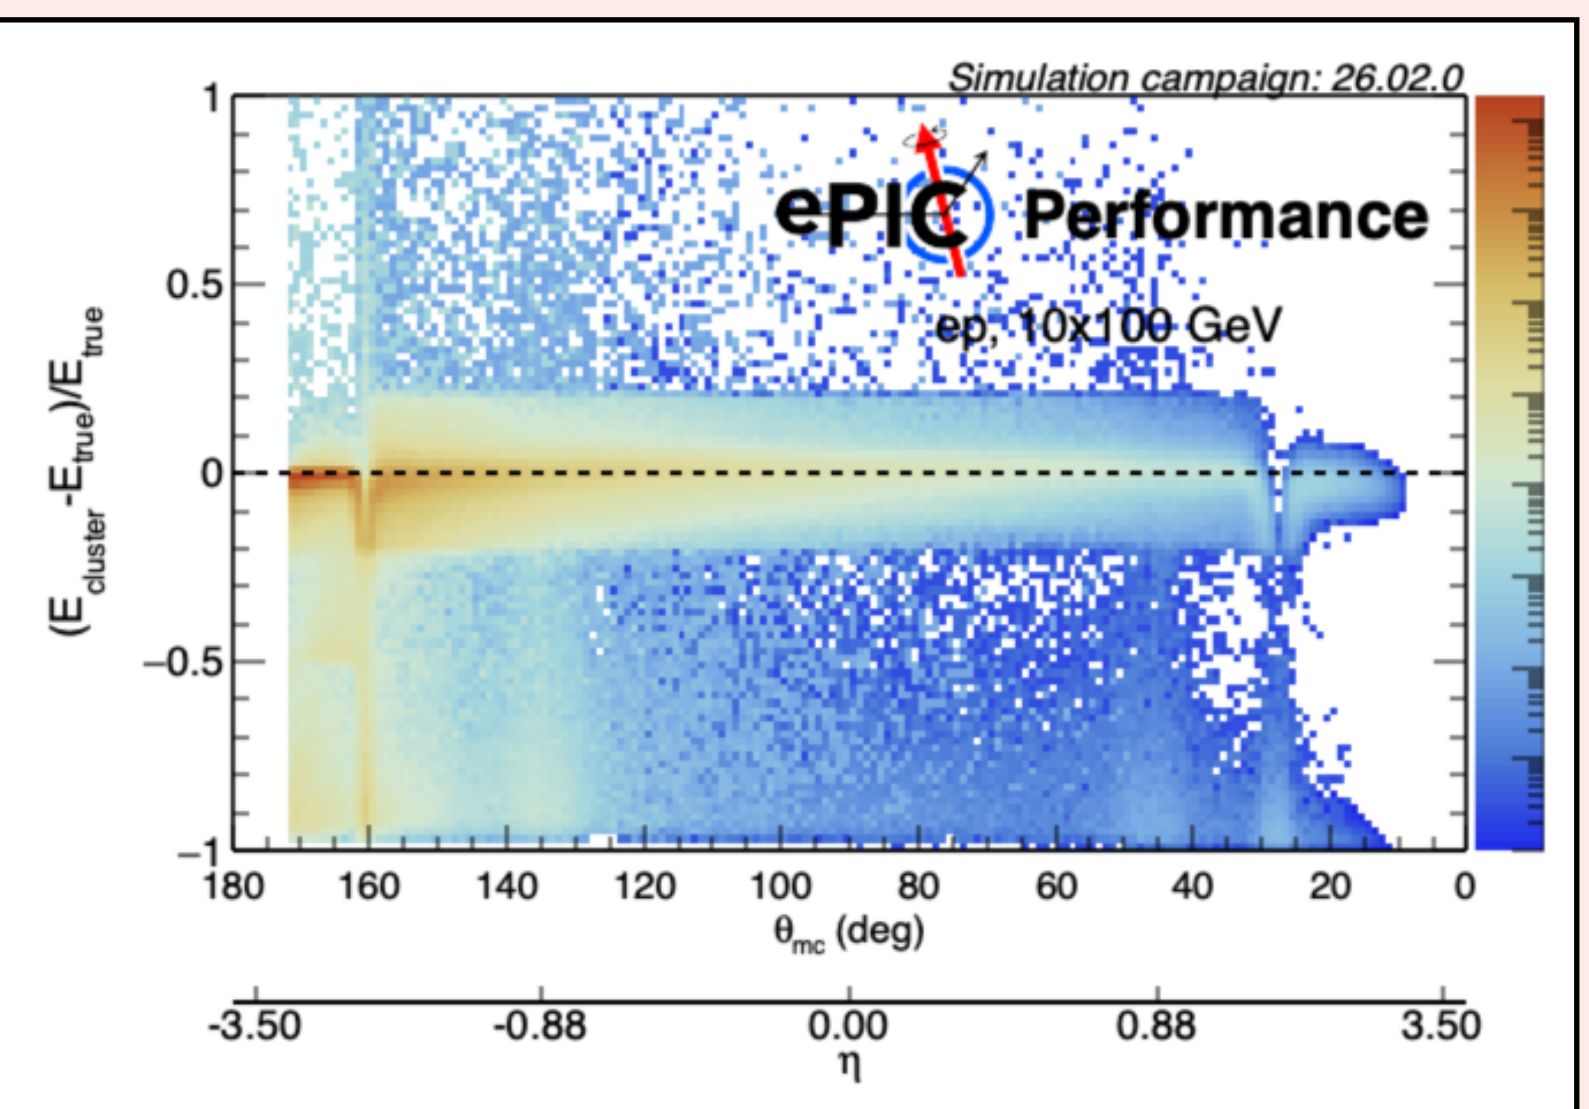 Simulation campaign: 26.02.0
ePIC Performance
ep, 10x100 GeV
(E_cluster-E_true)/E_true
1
0.5
0
−0.5
−1
180 160 140 120 100 80 60 40 20 0
θ_mc (deg)
-3.50 -0.88 0.00 0.88 3.50
η